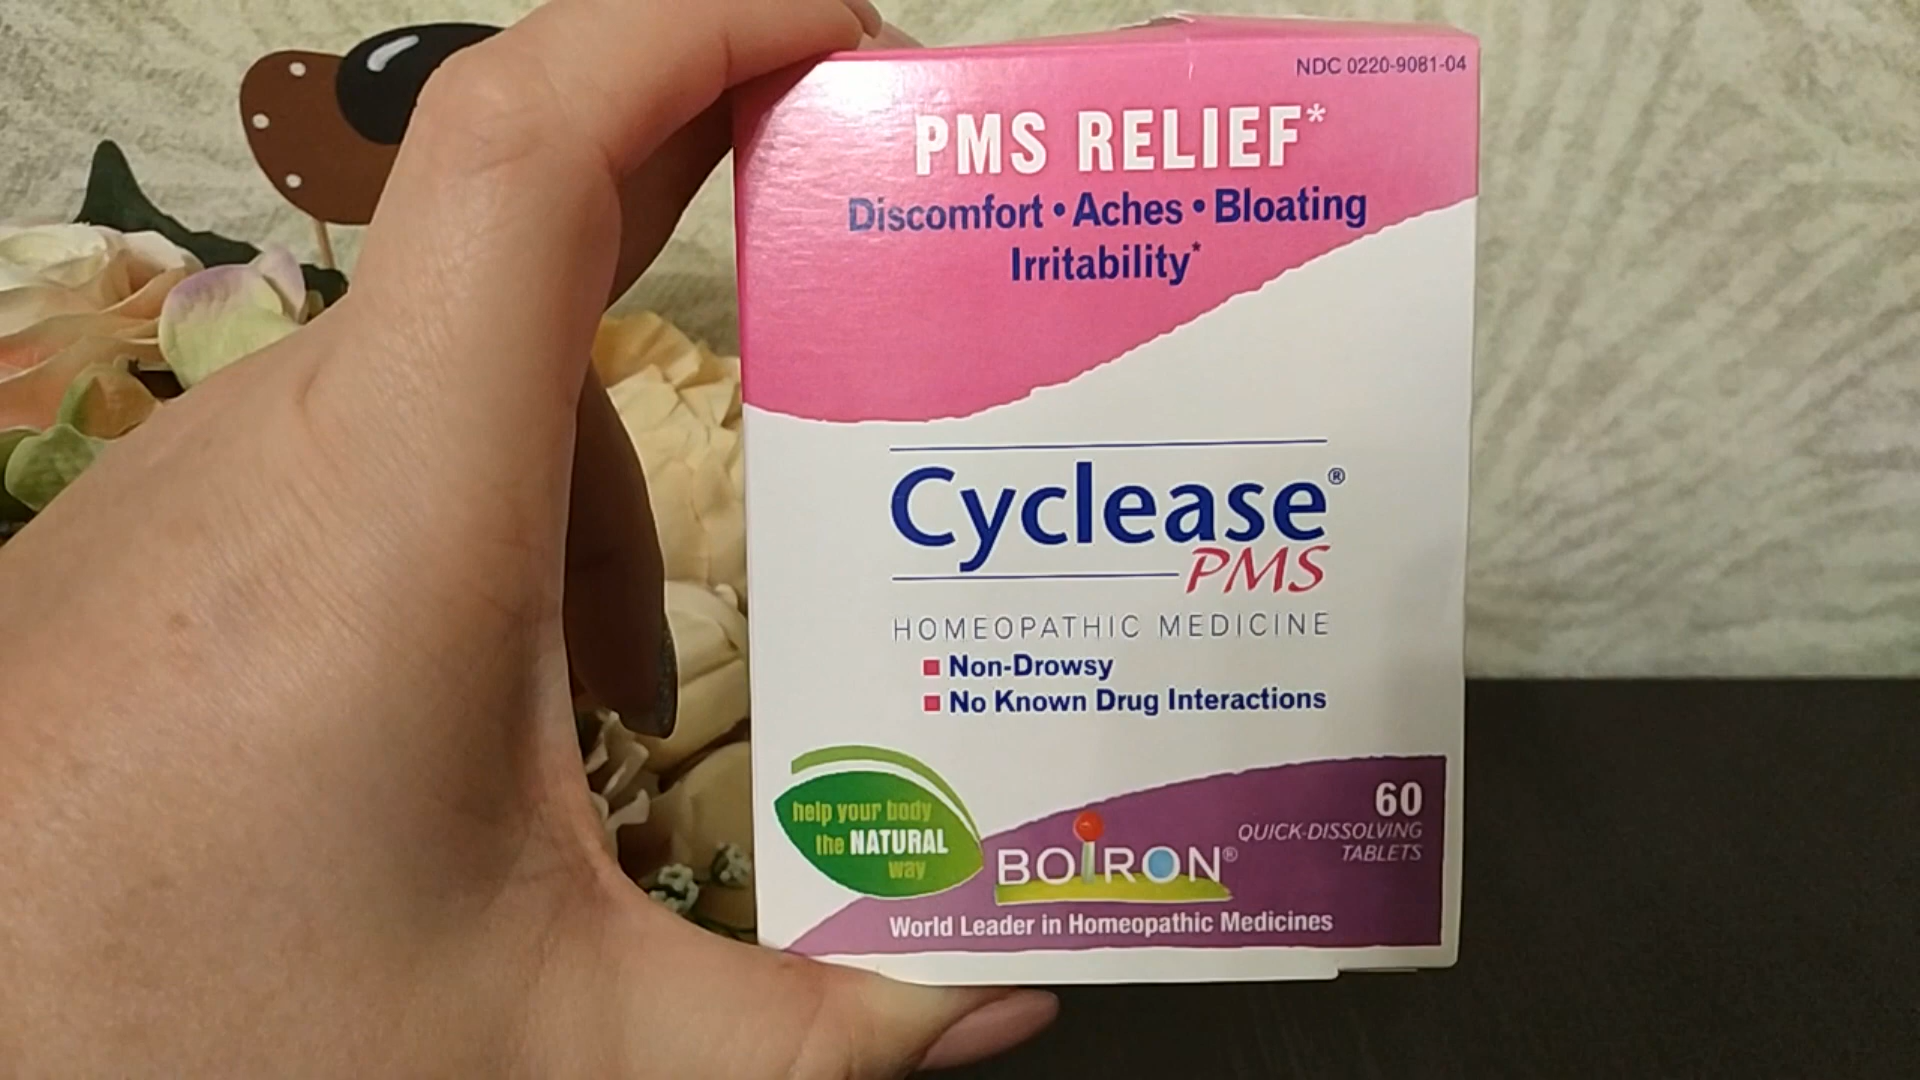 NDC 0220-9081-04
PMS RELIEF*
Discomfort • Aches • Bloating
Irritability*
Cyclease®
PMS
HOMEOPATHIC MEDICINE
Non-Drowsy
No Known Drug Interactions
help your body
the NATURAL
way
BOIRON®
60
QUICK-DISSOLVING
TABLETS
World Leader in Homeopathic Medicines